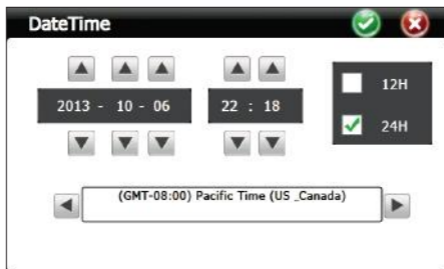 DateTime
2013 - 10 - 06
22 : 18
12H
24H
(GMT-08:00) Pacific Time (US _Canada)